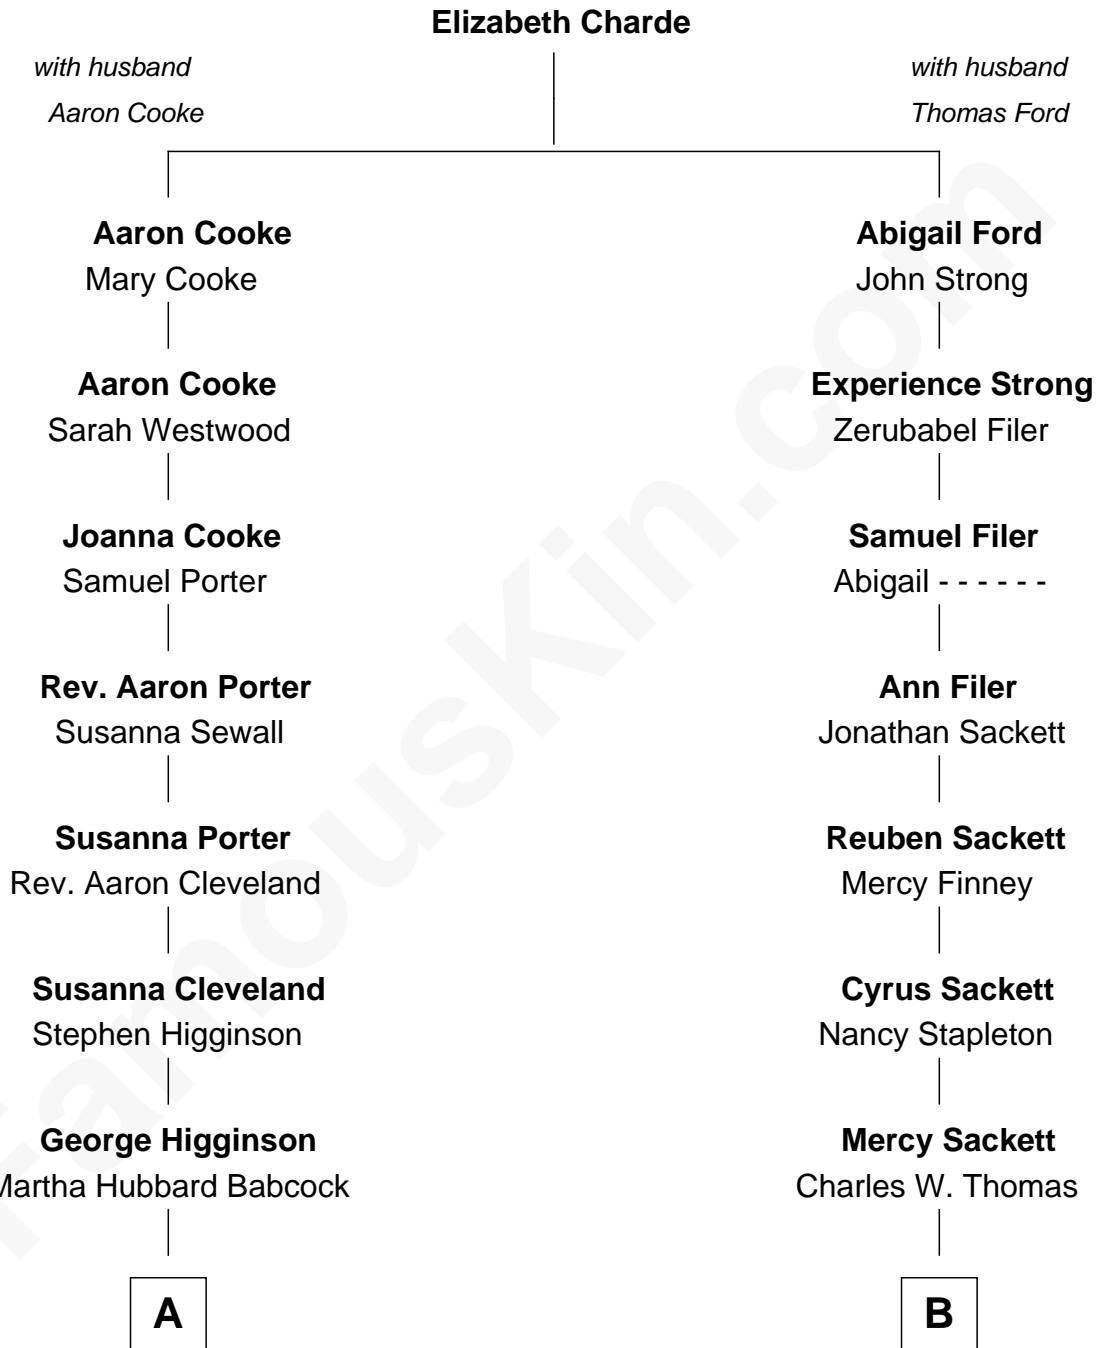 Elizabeth Charde
with husband
Aaron Cooke
with husband
Thomas Ford
Aaron Cooke
Mary Cooke
Abigail Ford
John Strong
Aaron Cooke
Sarah Westwood
Experience Strong
Zerubabel Filer
Joanna Cooke
Samuel Porter
Samuel Filer
Abigail - - - - - -
Rev. Aaron Porter
Susanna Sewall
Ann Filer
Jonathan Sackett
Susanna Porter
Rev. Aaron Cleveland
Reuben Sackett
Mercy Finney
Susanna Cleveland
Stephen Higginson
Cyrus Sackett
Nancy Stapleton
George Higginson
Martha Hubbard Babcock
Mercy Sackett
Charles W. Thomas
A
B
FamousKin.com